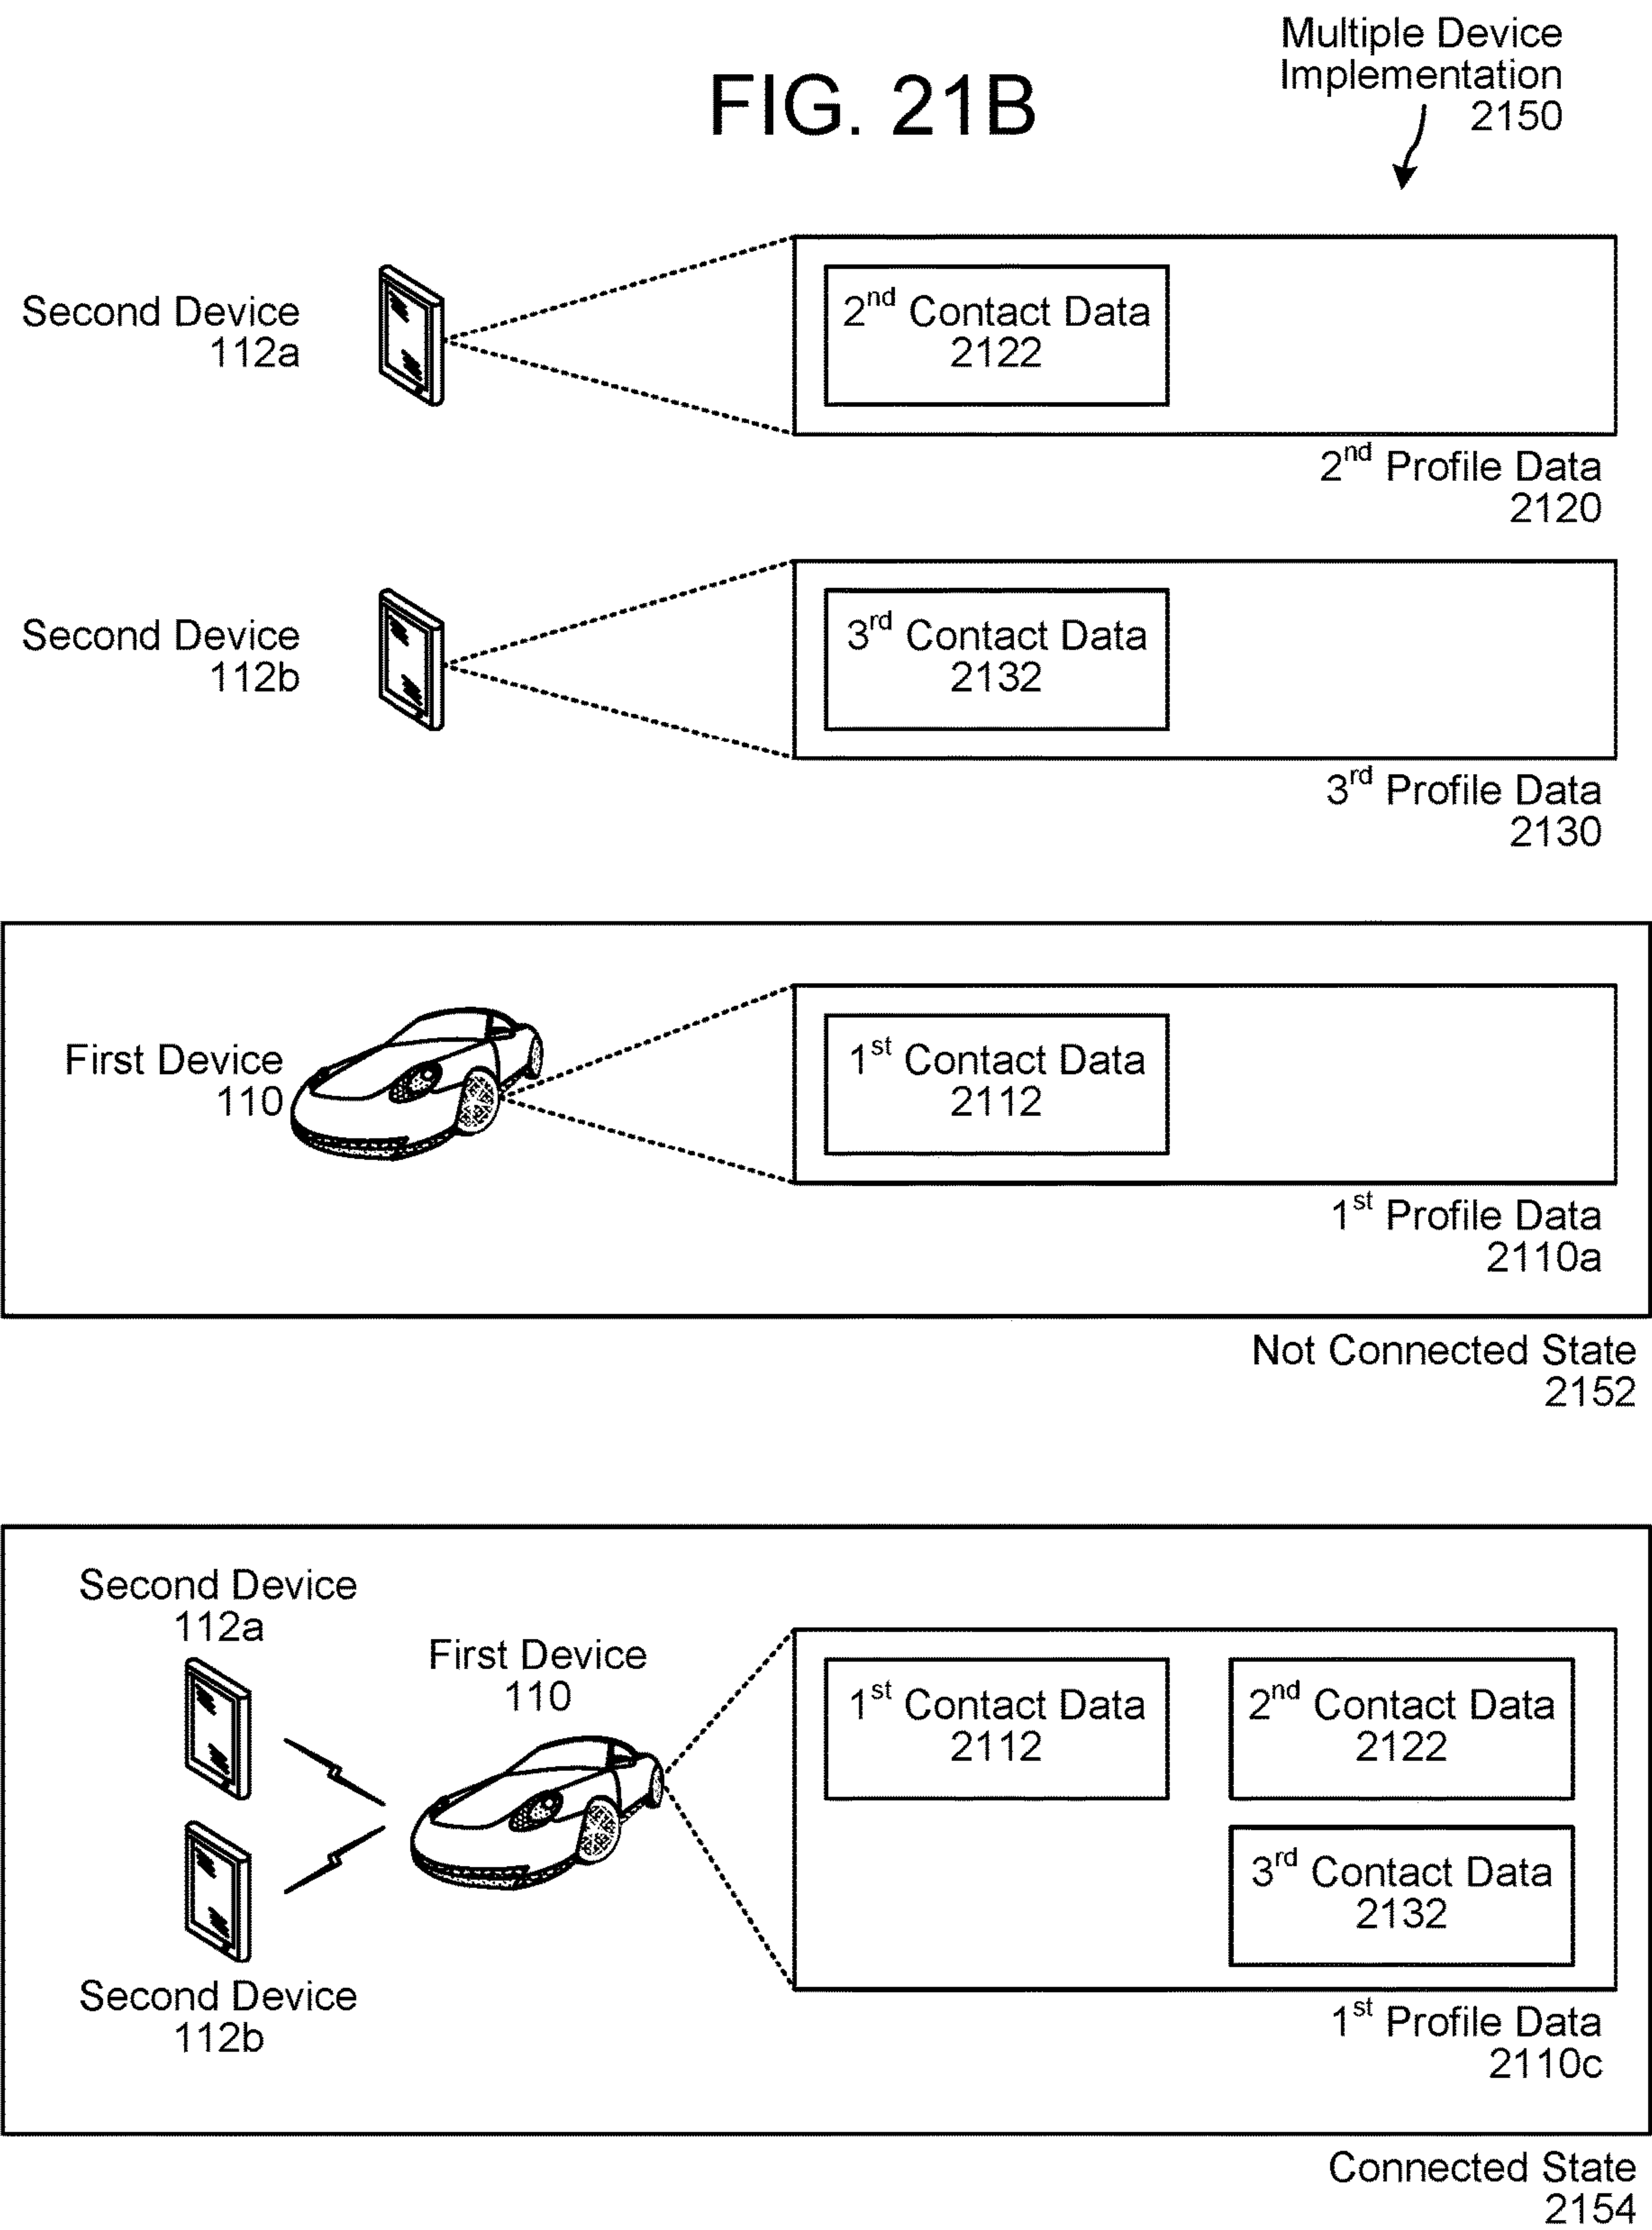 Multiple Device
Implementation
2150
FIG. 21B
Second Device
112a
2nd Contact Data
2122
2nd Profile Data
2120
Second Device
112b
3rd Contact Data
2132
3rd Profile Data
2130
First Device
110
1st Contact Data
2112
1st Profile Data
2110a
Not Connected State
2152
Second Device
112a
First Device
110
1st Contact Data
2112
2nd Contact Data
2122
3rd Contact Data
2132
Second Device
112b
1st Profile Data
2110c
Connected State
2154